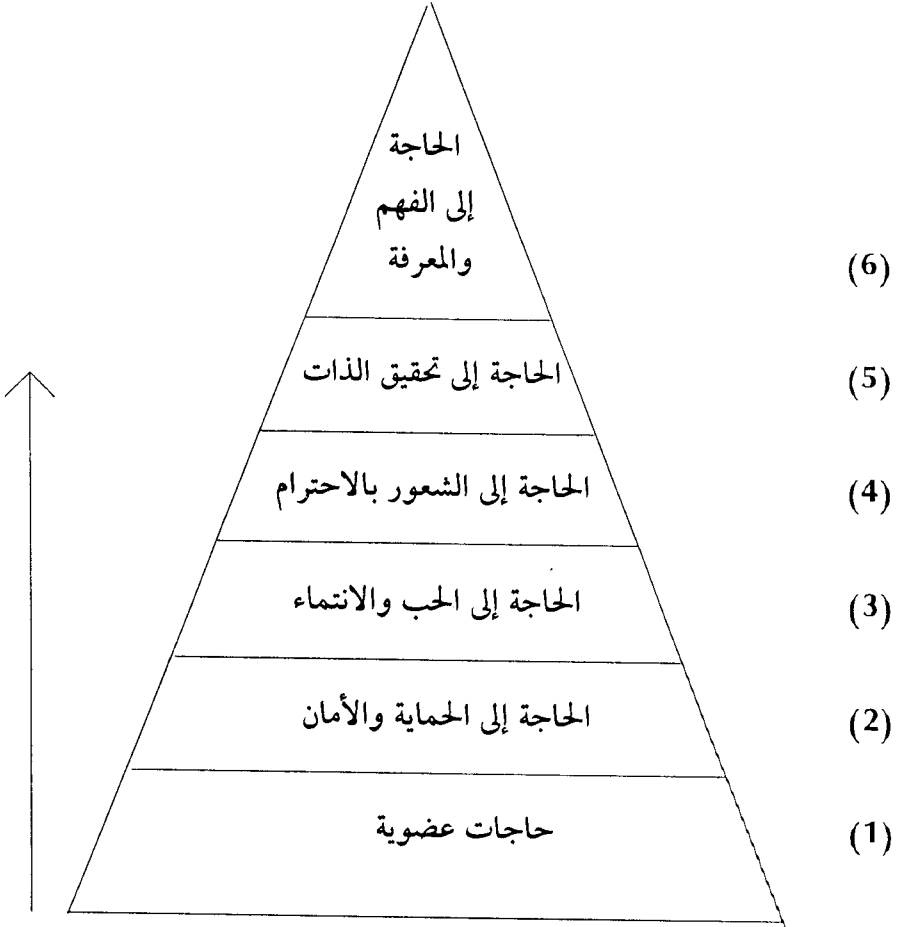 الحاجة
إلى الفهم
والمعرفة
(6)
الحاجة إلى تحقيق الذات
(5)
الحاجة إلى الشعور بالاحترام
(4)
الحاجة إلى الحب والانتماء
(3)
الحاجة إلى الحماية والأمان
(2)
حاجات عضوية
(1)